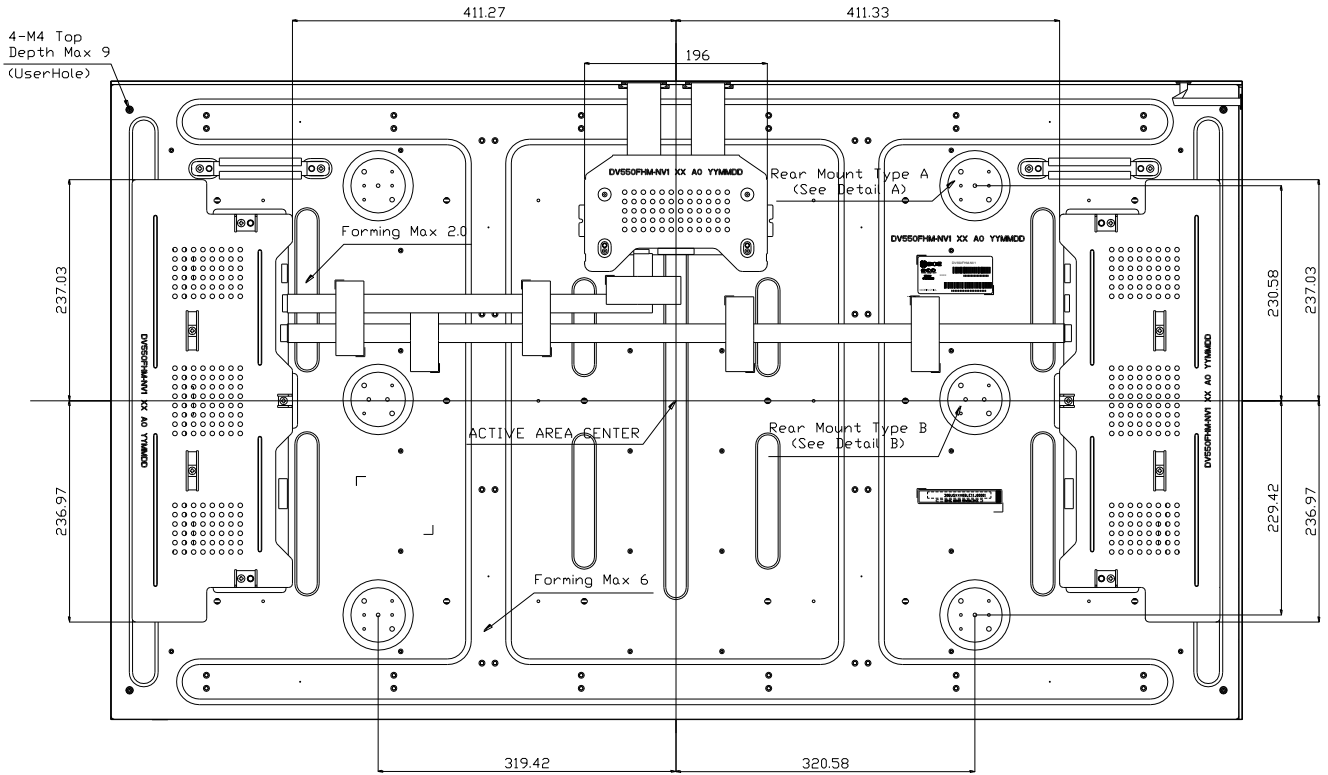 411.27
411.33
4-M4 Top
Depth Max 9
(UserHole)
196
DV550FHM-NV1 XX A0 YYMMDD
Rear Mount Type A
(See Detail A)
Forming Max 2.0
DV550FHM-NV1 XX A0 YYMMDD
DV550FHM-NV1
BOE
237.03
230.58
237.03
DV550FHM-NV1 XX A0 YYMMDD
DV550FHM-NV1 XX A0 YYMMDD
ACTIVE AREA CENTER
Rear Mount Type B
(See Detail B)
236.97
229.42
236.97
Forming Max 6
319.42
320.58